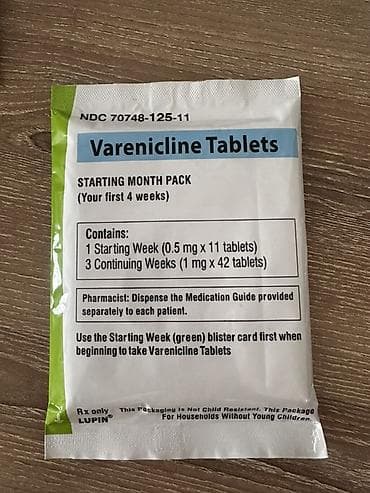 NDC 70748-125-11
Varenicline Tablets
STARTING MONTH PACK
(Your first 4 weeks)
Contains:
1 Starting Week (0.5 mg x 11 tablets)
3 Continuing Weeks (1 mg x 42 tablets)
Pharmacist: Dispense the Medication Guide provided
separately to each patient.
Use the Starting Week (green) blister card first when
beginning to take Varenicline Tablets
Rx only
LUPIN®
This Packaging Is Not Child Resistant. This Package
For Households Without Young Children.